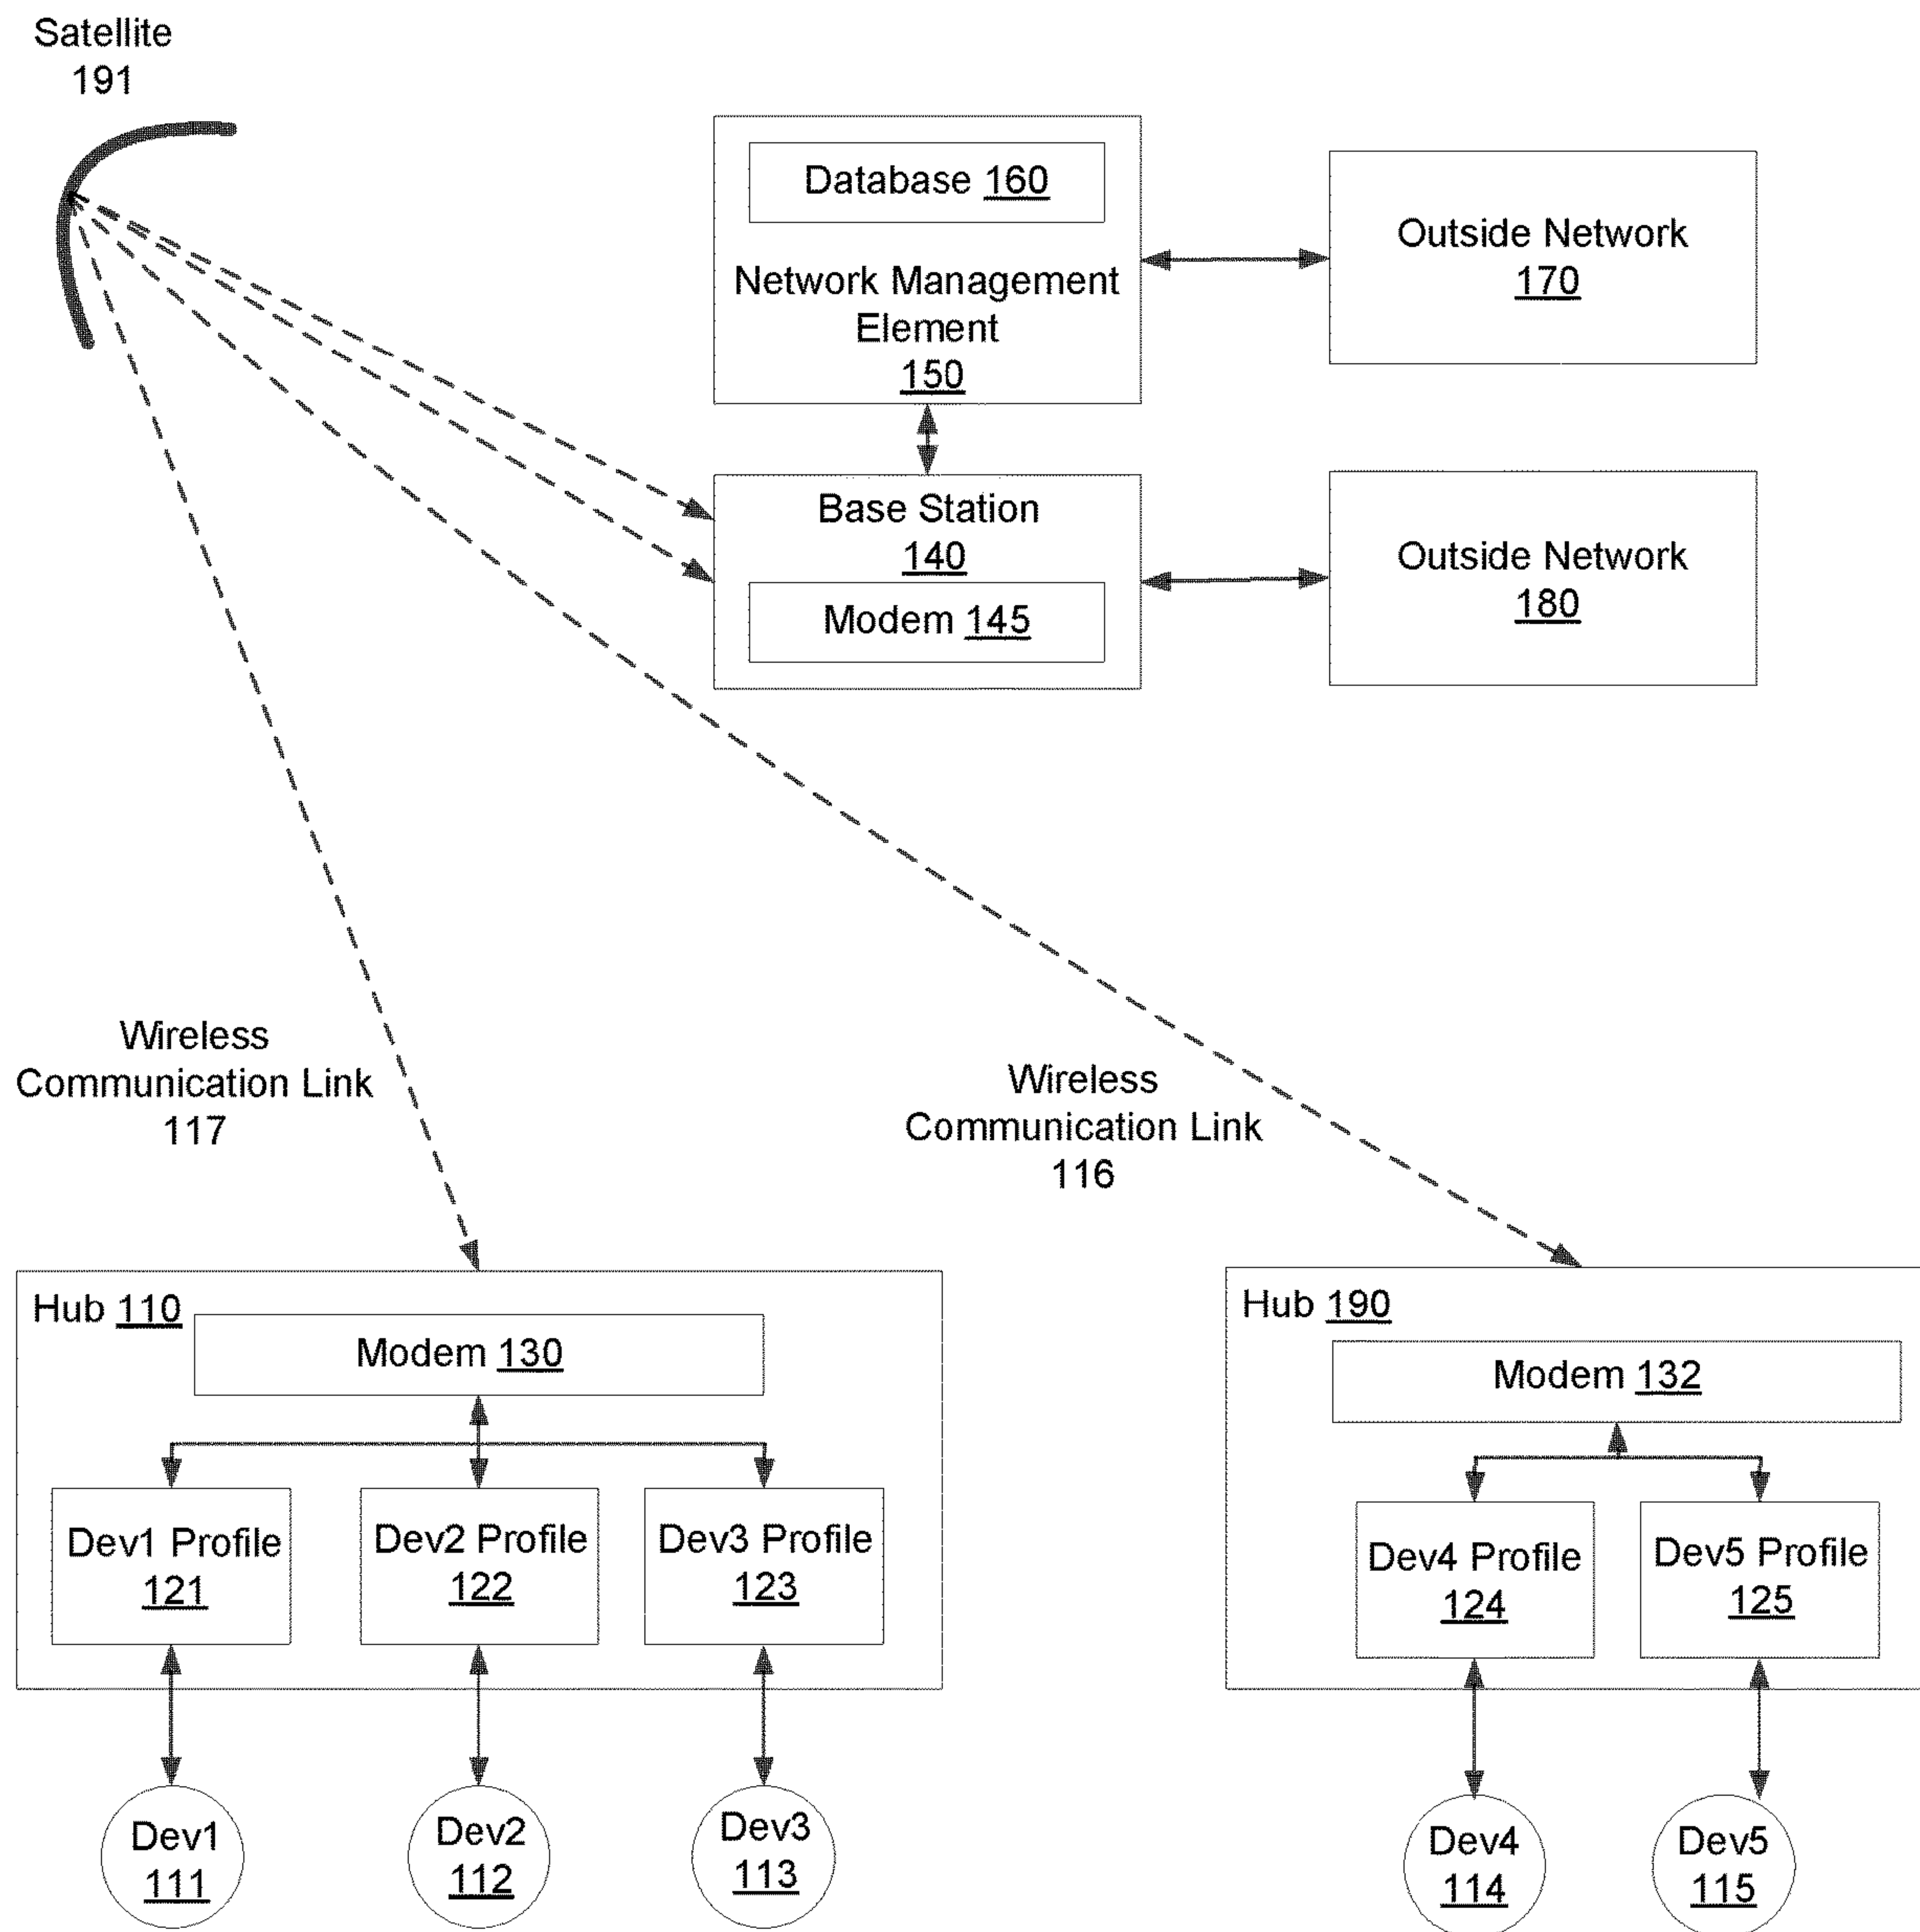 Satellite
191
Database 160
Network Management
Element
150
Outside Network
170
Base Station
140
Modem 145
Outside Network
180
Wireless
Communication Link
117
Wireless
Communication Link
116
Hub 110
Modem 130
Dev1 Profile
121
Dev2 Profile
122
Dev3 Profile
123
Hub 190
Modem 132
Dev4 Profile
124
Dev5 Profile
125
Dev1
111
Dev2
112
Dev3
113
Dev4
114
Dev5
115